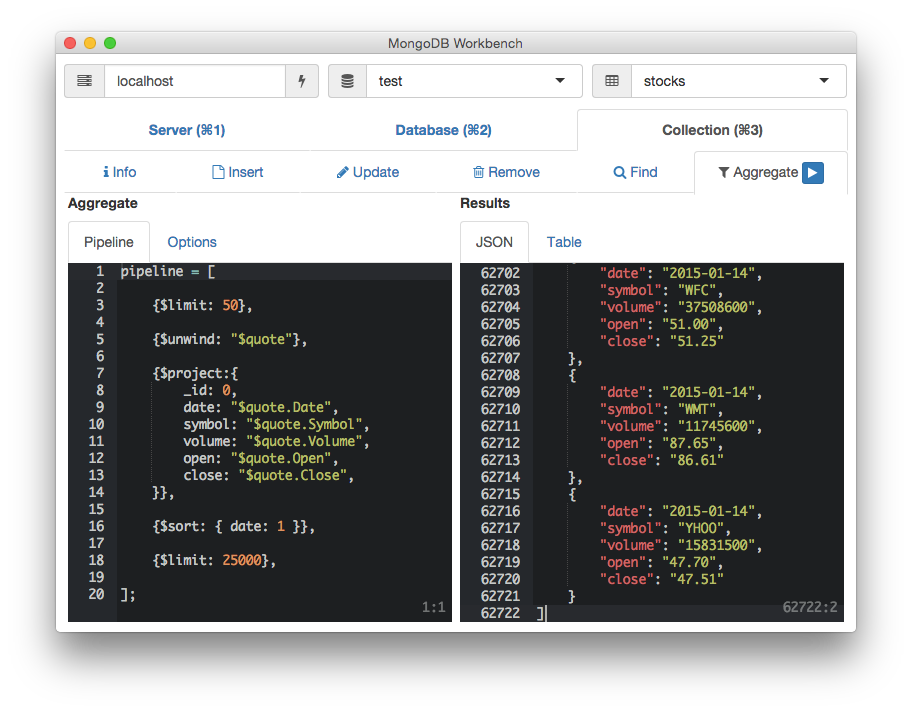 MongoDB Workbench
localhost
test
stocks
Server (⌘1)
Database (⌘2)
Collection (⌘3)
Info
Insert
Update
Remove
Find
Aggregate
Aggregate
Pipeline
Options
1 pipeline = [
2
3 {$limit: 50},
4
5 {$unwind: "$quote"},
6
7 {$project:{
8 _id: 0,
9 date: "$quote.Date",
10 symbol: "$quote.Symbol",
11 volume: "$quote.Volume",
12 open: "$quote.Open",
13 close: "$quote.Close",
14 }},
15
16 {$sort: { date: 1 }},
17
18 {$limit: 25000},
19
20 ];
1:1
Results
JSON
Table
62702 "date": "2015-01-14",
62703 "symbol": "WFC",
62704 "volume": "37508600",
62705 "open": "51.00",
62706 "close": "51.25"
62707 },
62708 {
62709 "date": "2015-01-14",
62710 "symbol": "WMT",
62711 "volume": "11745600",
62712 "open": "87.65",
62713 "close": "86.61"
62714 },
62715 {
62716 "date": "2015-01-14",
62717 "symbol": "YHOO",
62718 "volume": "15831500",
62719 "open": "47.70",
62720 "close": "47.51"
62721 }
62722 ]
62722:2